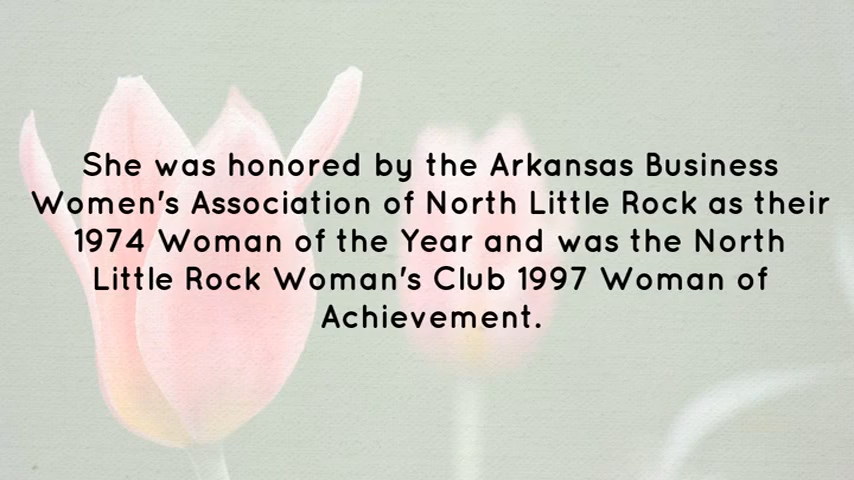 She was honored by the Arkansas Business
Women's Association of North Little Rock as their
1974 Woman of the Year and was the North
Little Rock Woman's Club 1997 Woman of
Achievement.